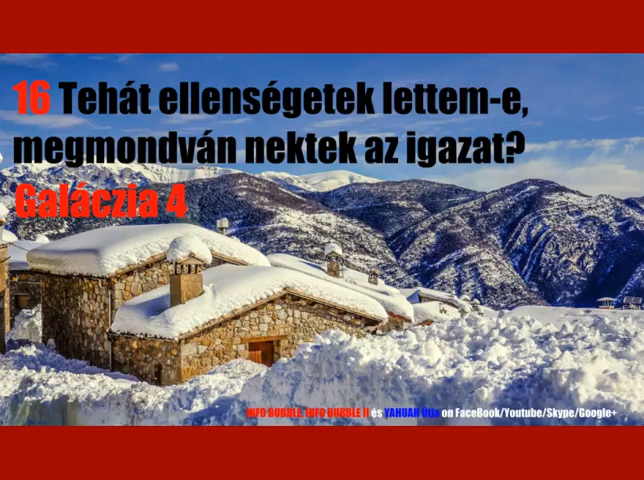 16 Tehát ellenségetek lettem-e,
megmondván nektek az igazat?
Galáczia 4
INFO BUBBLE, INFO BUBBLE II és YAHUAH Útja on FaceBook/Youtube/Skype/Google+